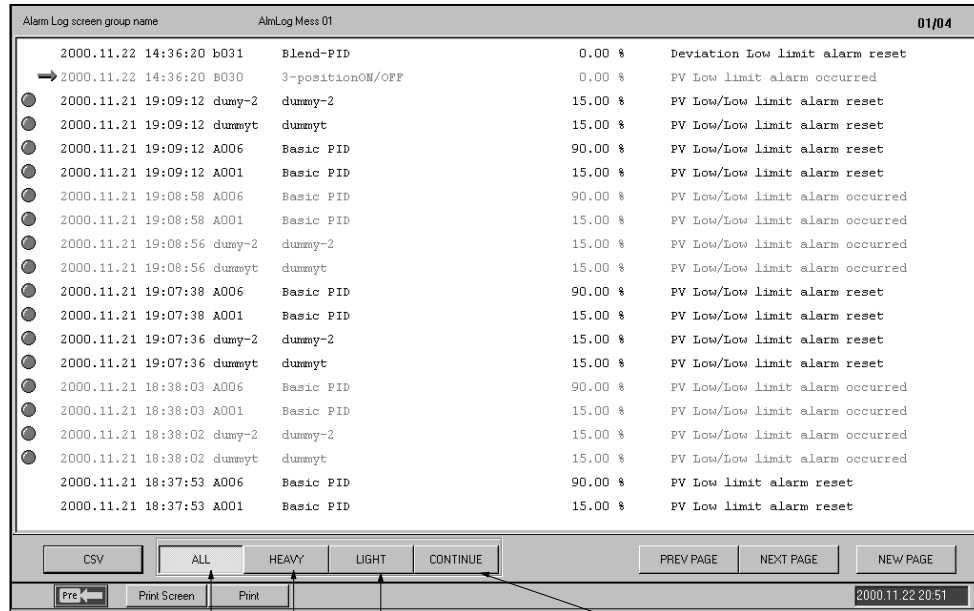 Alarm Log screen group name AlmLog Mess 01 01/04
2000.11.22 14:36:20 b031 Blend-PID 0.00 % Deviation Low limit alarm reset
2000.11.22 14:36:20 B030 3-positionON/OFF 0.00 % PV Low limit alarm occurred
2000.11.21 19:09:12 dumy-2 dummy-2 15.00 % PV Low/Low limit alarm reset
2000.11.21 19:09:12 dummyt dummyt 15.00 % PV Low/Low limit alarm reset
2000.11.21 19:09:12 A006 Basic PID 90.00 % PV Low/Low limit alarm reset
2000.11.21 19:09:12 A001 Basic PID 15.00 % PV Low/Low limit alarm reset
2000.11.21 19:08:58 A006 Basic PID 90.00 % PV Low/Low limit alarm occurred
2000.11.21 19:08:58 A001 Basic PID 15.00 % PV Low/Low limit alarm occurred
2000.11.21 19:08:56 dumy-2 dummy-2 15.00 % PV Low/Low limit alarm occurred
2000.11.21 19:08:56 dummyt dummyt 15.00 % PV Low/Low limit alarm occurred
2000.11.21 19:07:38 A006 Basic PID 90.00 % PV Low/Low limit alarm reset
2000.11.21 19:07:38 A001 Basic PID 15.00 % PV Low/Low limit alarm reset
2000.11.21 19:07:36 dumy-2 dummy-2 15.00 % PV Low/Low limit alarm reset
2000.11.21 19:07:36 dummyt dummyt 15.00 % PV Low/Low limit alarm reset
2000.11.21 18:38:03 A006 Basic PID 90.00 % PV Low/Low limit alarm occurred
2000.11.21 18:38:03 A001 Basic PID 15.00 % PV Low/Low limit alarm occurred
2000.11.21 18:38:02 dumy-2 dummy-2 15.00 % PV Low/Low limit alarm occurred
2000.11.21 18:38:02 dummyt dummyt 15.00 % PV Low/Low limit alarm occurred
2000.11.21 18:37:53 A006 Basic PID 90.00 % PV Low limit alarm reset
2000.11.21 18:37:53 A001 Basic PID 15.00 % PV Low limit alarm reset
CSV ALL HEAVY LIGHT CONTINUE PREV PAGE NEXT PAGE NEW PAGE
Pre Print Screen Print 2000.11.22 20:51